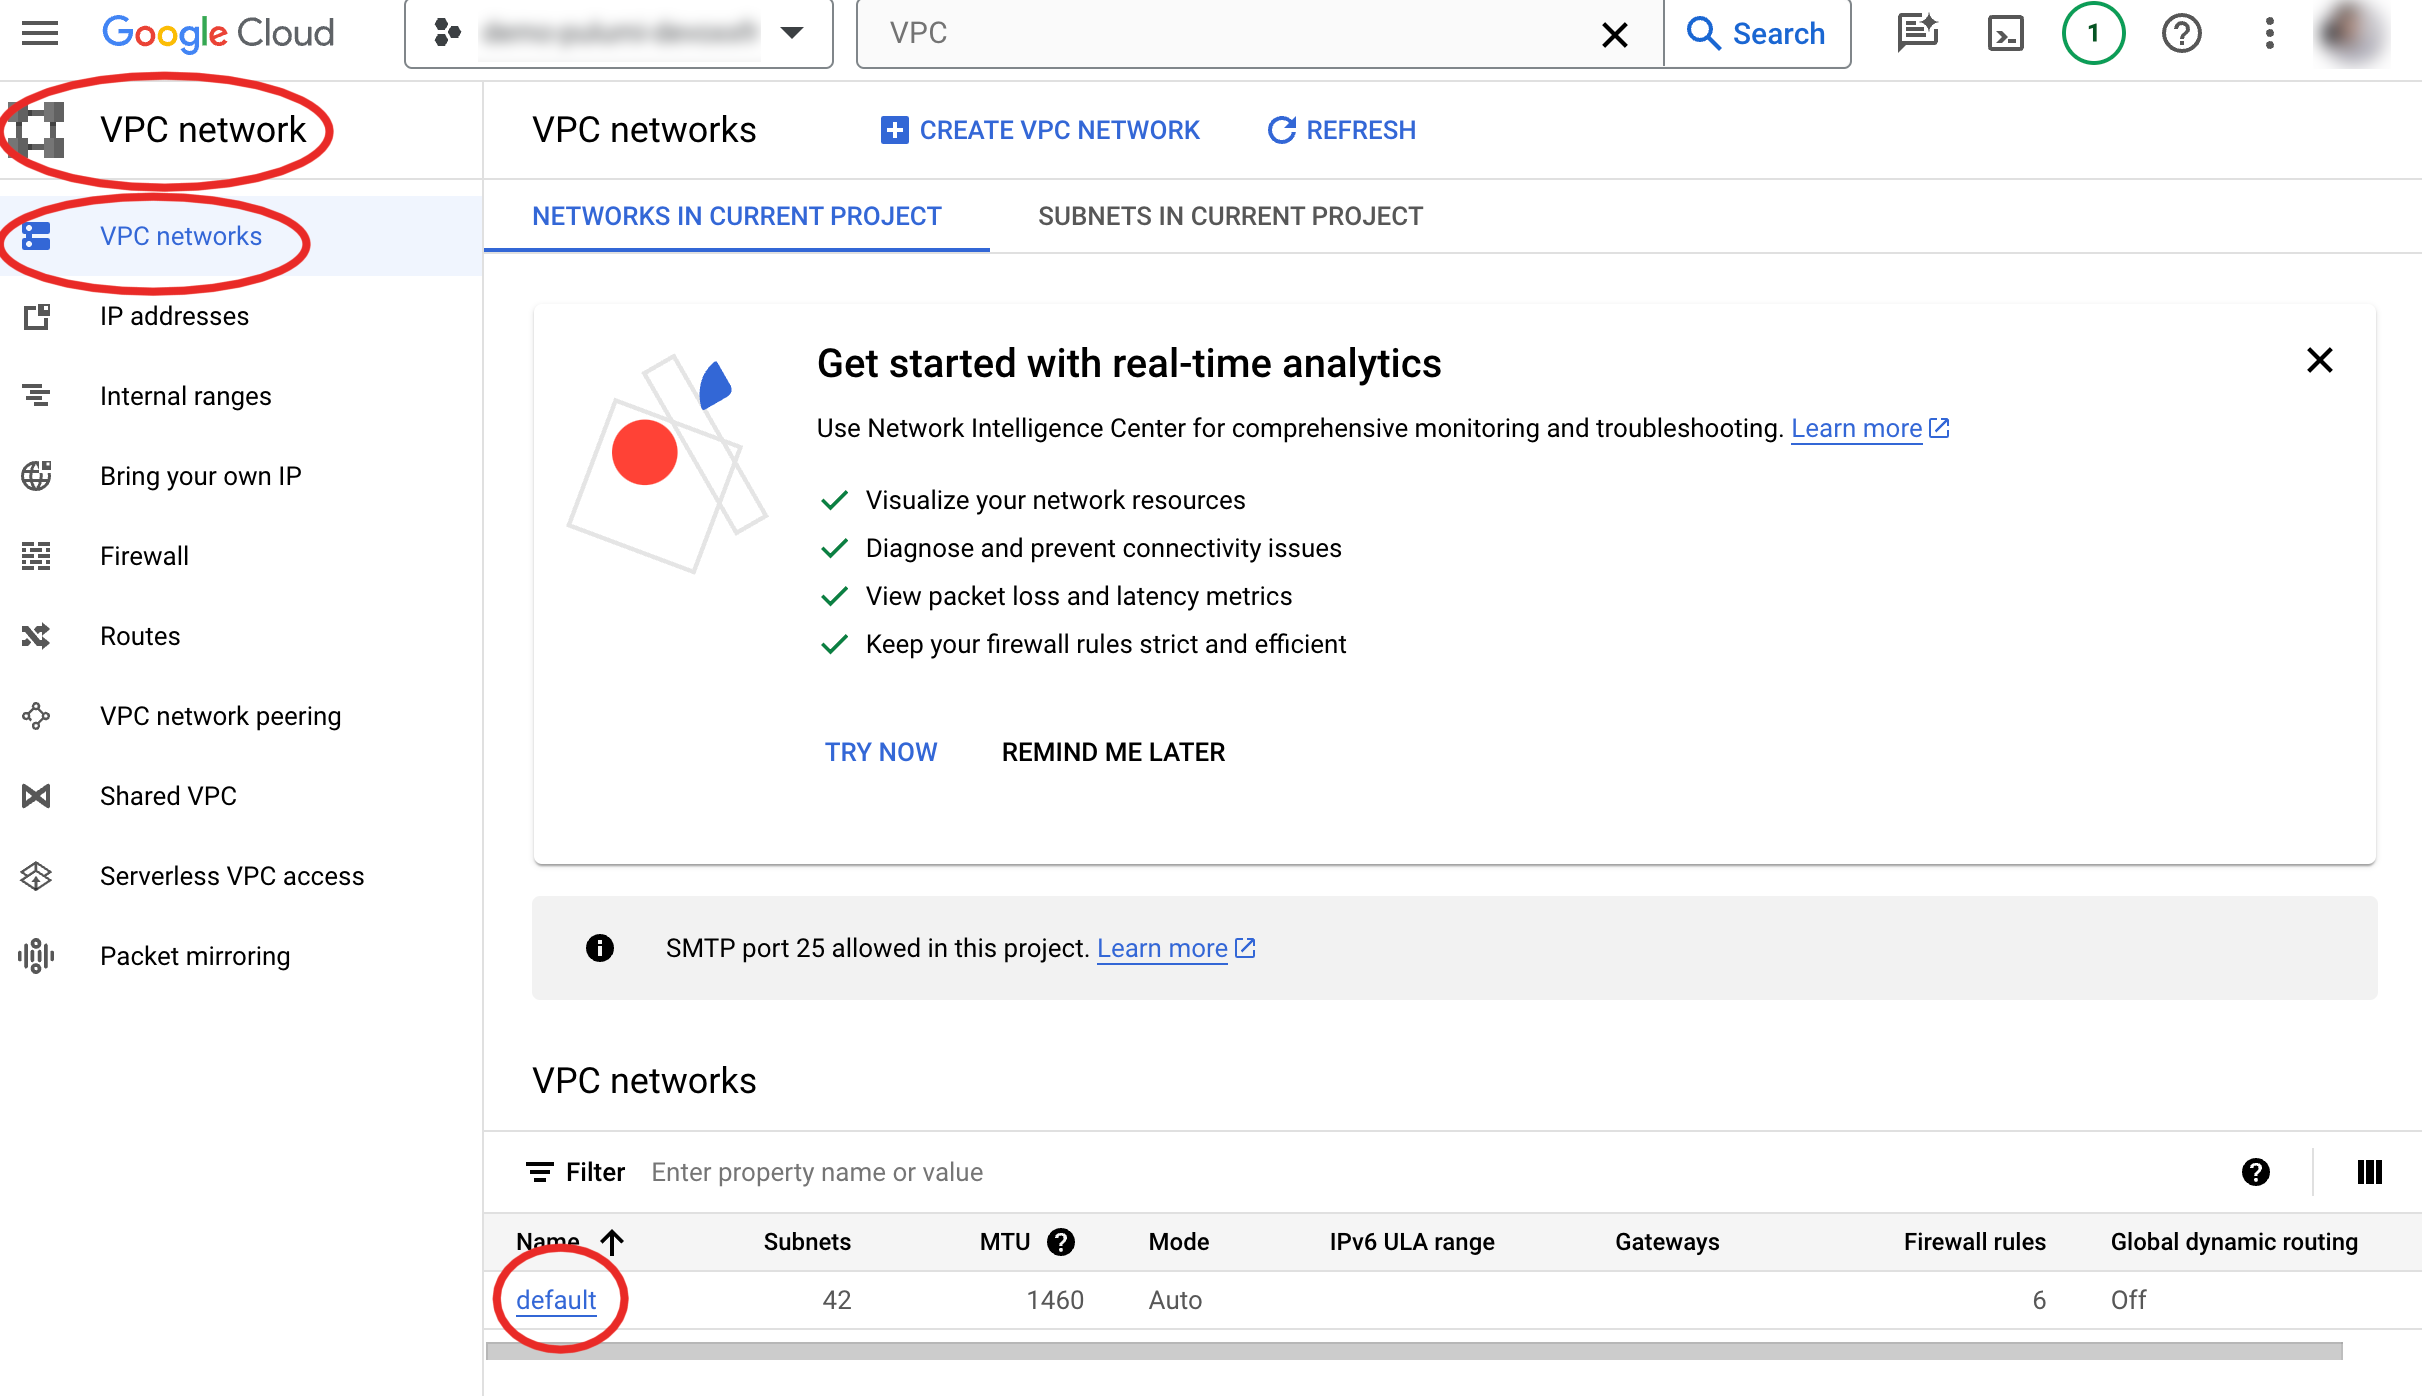 Google Cloud
VPC
Search
1
VPC network
VPC networks
CREATE VPC NETWORK
REFRESH
VPC networks
IP addresses
Internal ranges
Bring your own IP
Firewall
Routes
VPC network peering
Shared VPC
Serverless VPC access
Packet mirroring
NETWORKS IN CURRENT PROJECT
SUBNETS IN CURRENT PROJECT
Get started with real-time analytics
Use Network Intelligence Center for comprehensive monitoring and troubleshooting. Learn more
Visualize your network resources
Diagnose and prevent connectivity issues
View packet loss and latency metrics
Keep your firewall rules strict and efficient
TRY NOW
REMIND ME LATER
SMTP port 25 allowed in this project. Learn more
VPC networks
Filter Enter property name or value
Name Subnets MTU Mode IPv6 ULA range Gateways Firewall rules Global dynamic routing
default 42 1460 Auto 6 Off